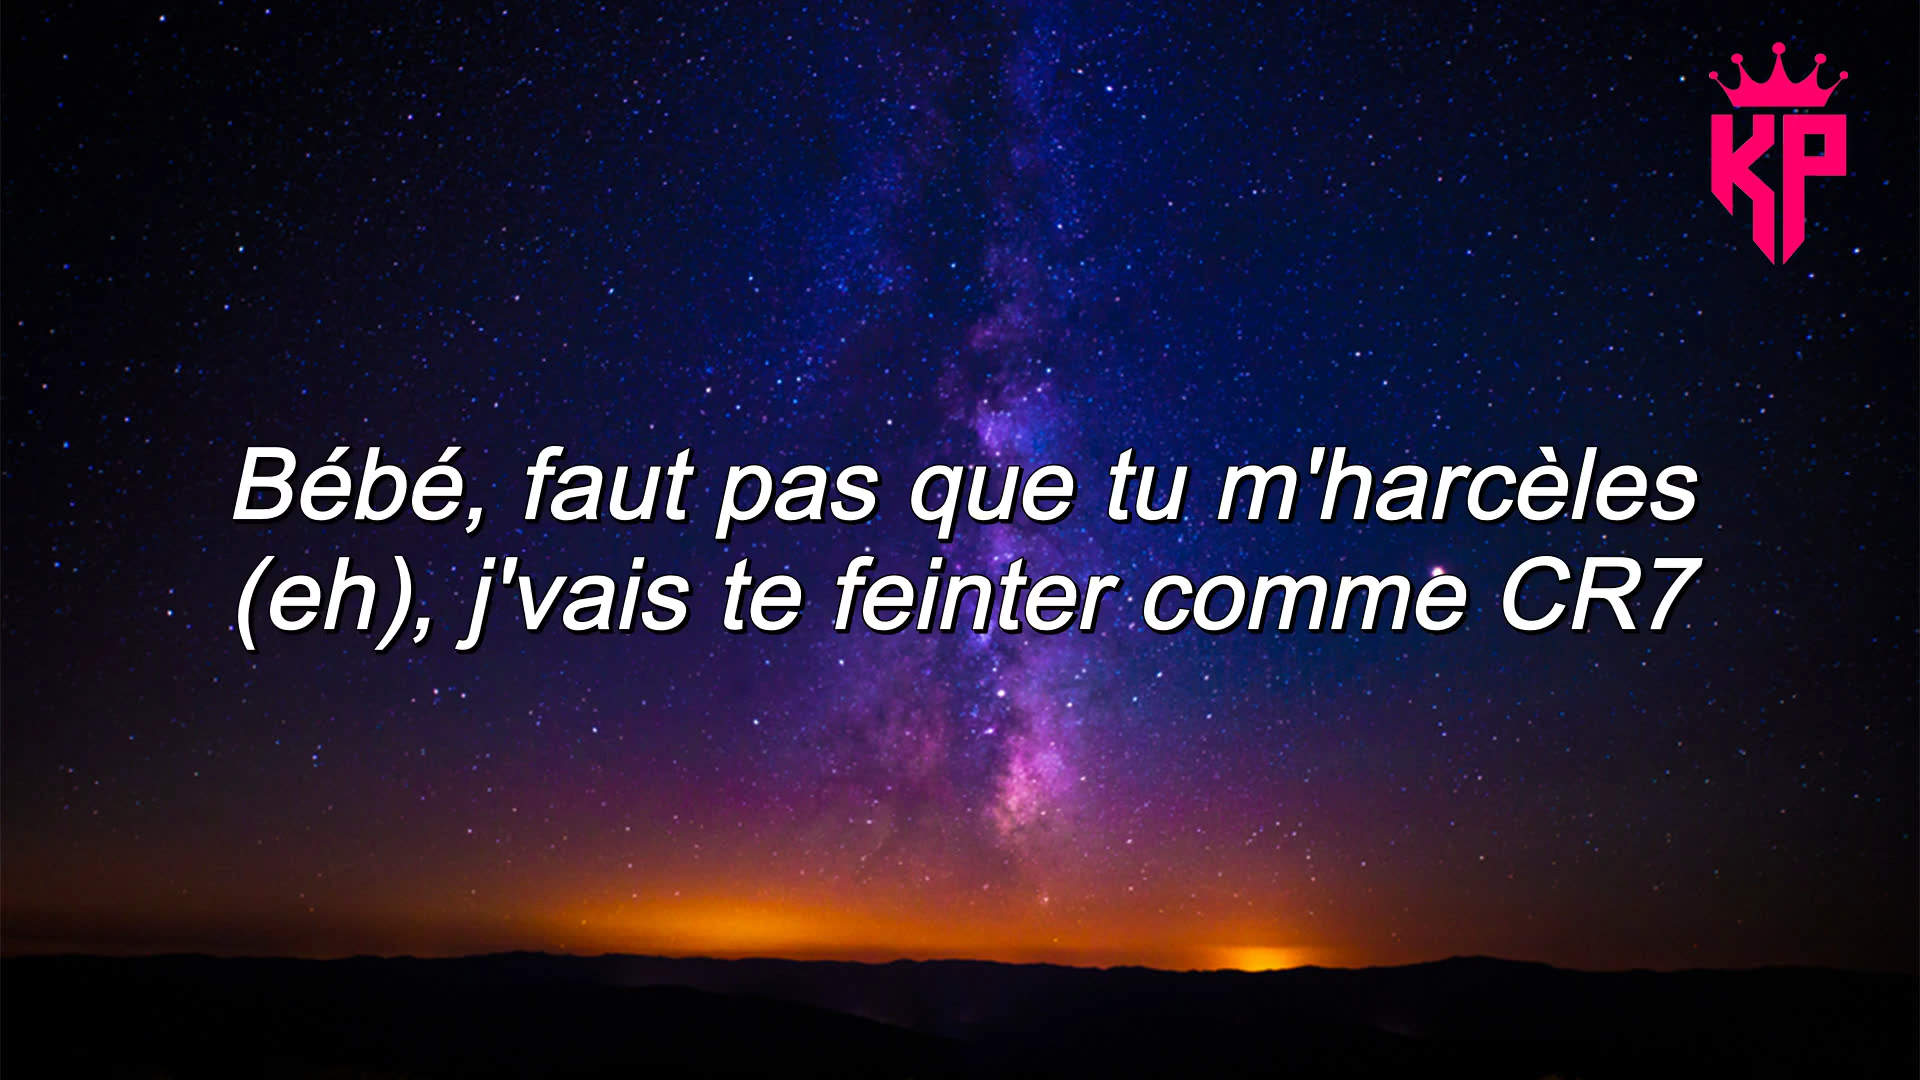 KP
Bébé, faut pas que tu m'harcèles
(eh), j'vais te feinter comme CR7